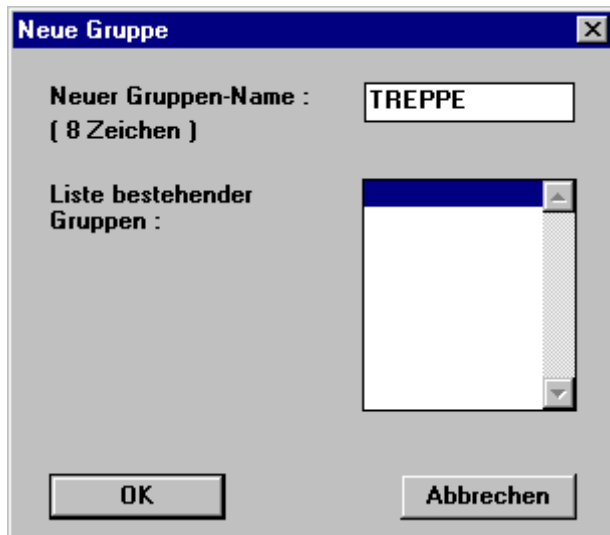 Neue Gruppe
Neuer Gruppen-Name :
TREPPE
( 8 Zeichen )
Liste bestehender
Gruppen :
OK
Abbrechen